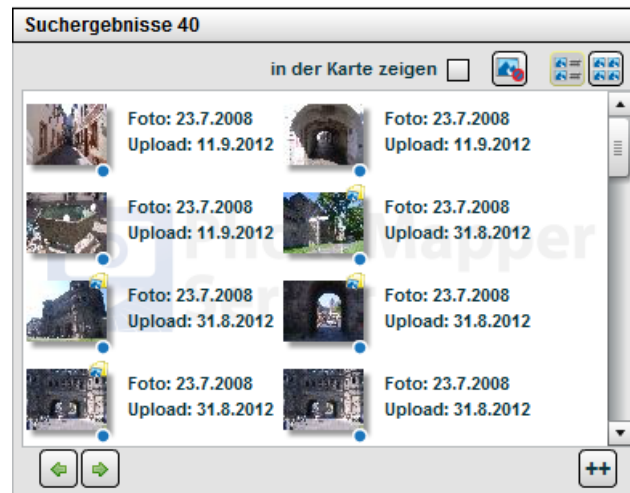 Suchergebnisse 40
in der Karte zeigen
Foto: 23.7.2008
Upload: 11.9.2012
Foto: 23.7.2008
Upload: 11.9.2012
Foto: 23.7.2008
Upload: 11.9.2012
Foto: 23.7.2008
Upload: 31.8.2012
Foto: 23.7.2008
Upload: 31.8.2012
Foto: 23.7.2008
Upload: 31.8.2012
Foto: 23.7.2008
Upload: 31.8.2012
Foto: 23.7.2008
Upload: 31.8.2012
++